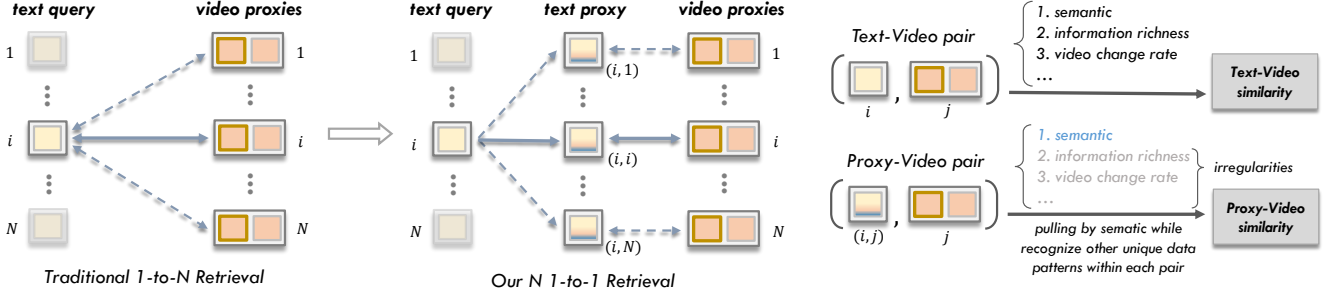 text query
video proxies
1
1
i
i
N
N
Traditional 1-to-N Retrieval
text query
text proxy
video proxies
(i, 1)
1
i
(i, i)
i
(i, N)
N
Our N 1-to-1 Retrieval
Text-Video pair
( , )
i
j
1. semantic
2. information richness
3. video change rate
...
Text-Video
similarity
Proxy-Video pair
( , )
(i, j)
j
1. semantic
2. information richness
3. video change rate
...
irregularities
pulling by sematic while
recognize other unique data
patterns within each pair
Proxy-Video
similarity